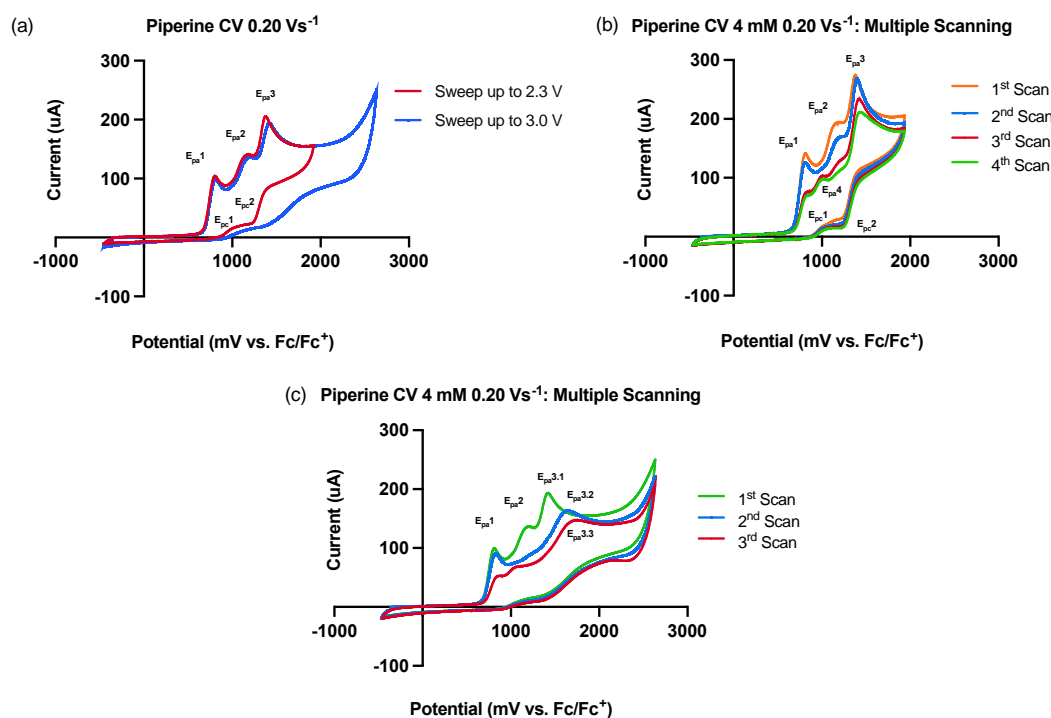 (a)
Piperine CV 0.20 Vs-1
300
200
100
0
-100
-1000
0
1000
2000
3000
Current (uA)
Potential (mV vs. Fc/Fc+)
Epa1
Epa2
Epa3
Epc1
Epc2
Sweep up to 2.3 V
Sweep up to 3.0 V
(b)
Piperine CV 4 mM 0.20 Vs-1: Multiple Scanning
300
200
100
0
-100
-1000
0
1000
2000
3000
Current (uA)
Potential (mV vs. Fc/Fc+)
Epa1
Epa2
Epa3
Epa4
Epc1
Epc2
1st Scan
2nd Scan
3rd Scan
4th Scan
(c)
Piperine CV 4 mM 0.20 Vs-1: Multiple Scanning
300
200
100
0
-100
-1000
0
1000
2000
3000
Current (uA)
Potential (mV vs. Fc/Fc+)
Epa1
Epa2
Epa3.1
Epa3.2
Epa3.3
1st Scan
2nd Scan
3rd Scan